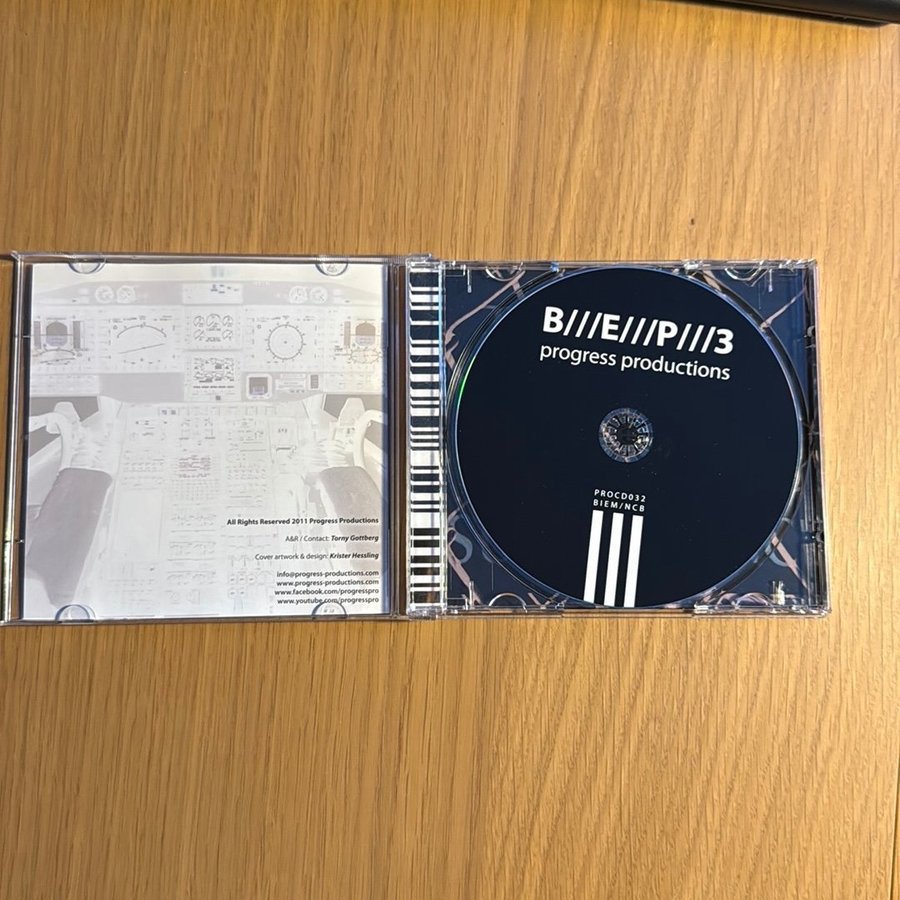 All Rights Reserved 2011 Progress Productions
A&R / Contact: Torny Gottberg
Cover artwork & design: Krister Hessling
info@progress-productions.com
www.progress-productions.com
www.facebook.com/progresspro
www.youtube.com/progresspro
B///E///P///3
progress productions
PROCD032
BIEM/NCB